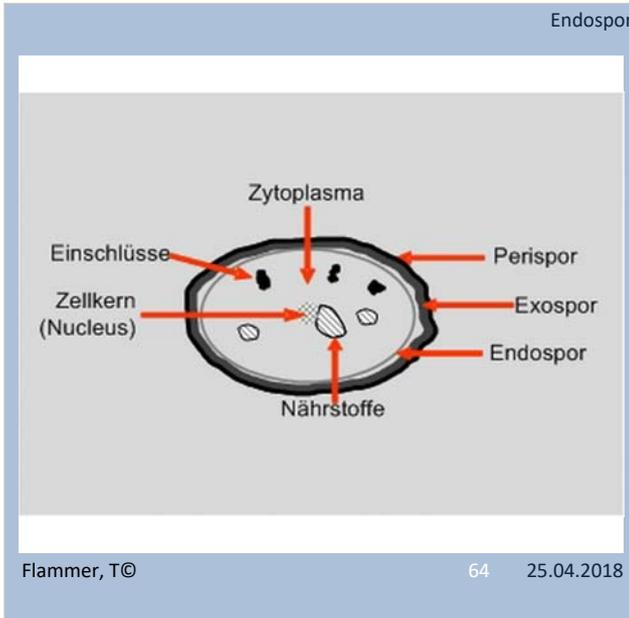 Endospor
Zytoplasma
Einschlüsse
Perispor
Zellkern
(Nucleus)
Exospor
Endospor
Nährstoffe
Flammer, T© 64 25.04.2018